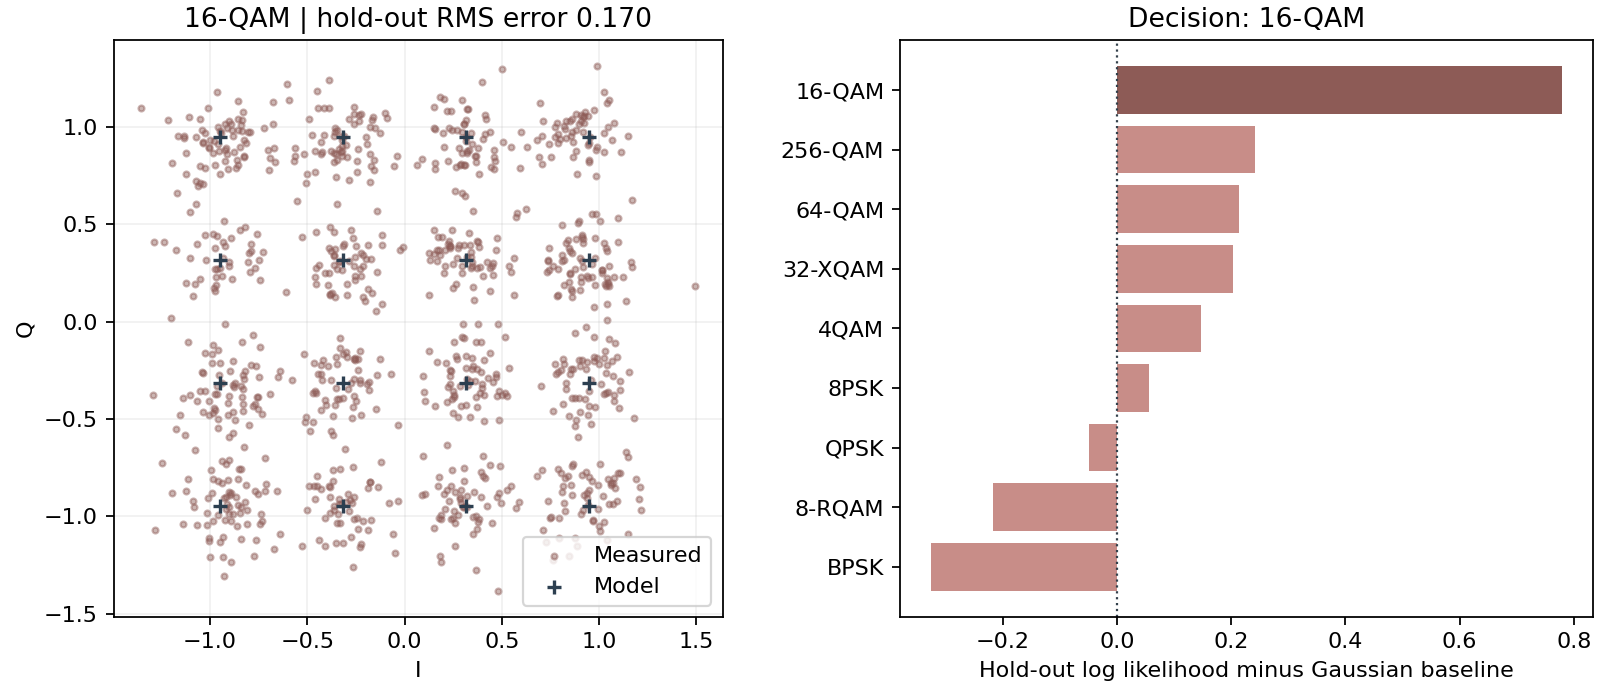 16-QAM | hold-out RMS error 0.170
1.0
0.5
0.0
−0.5
−1.0
−1.5
Q
−1.0 −0.5 0.0 0.5 1.0 1.5
I
Measured
Model
Decision: 16-QAM
16-QAM
256-QAM
64-QAM
32-XQAM
4QAM
8PSK
QPSK
8-RQAM
BPSK
−0.2 0.0 0.2 0.4 0.6 0.8
Hold-out log likelihood minus Gaussian baseline